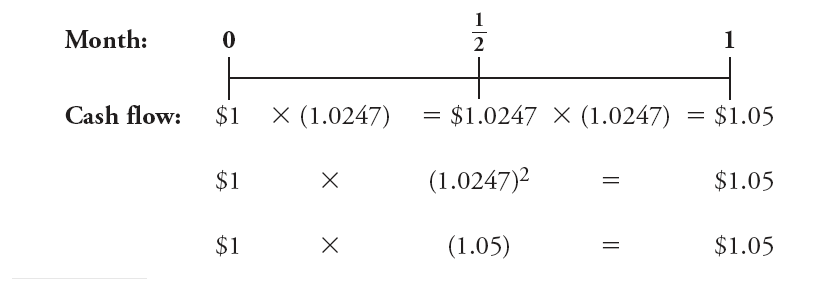 Month: 0 1/2 1
Cash flow: $1 × (1.0247) = $1.0247 × (1.0247) = $1.05
$1 × (1.0247)² = $1.05
$1 × (1.05) = $1.05